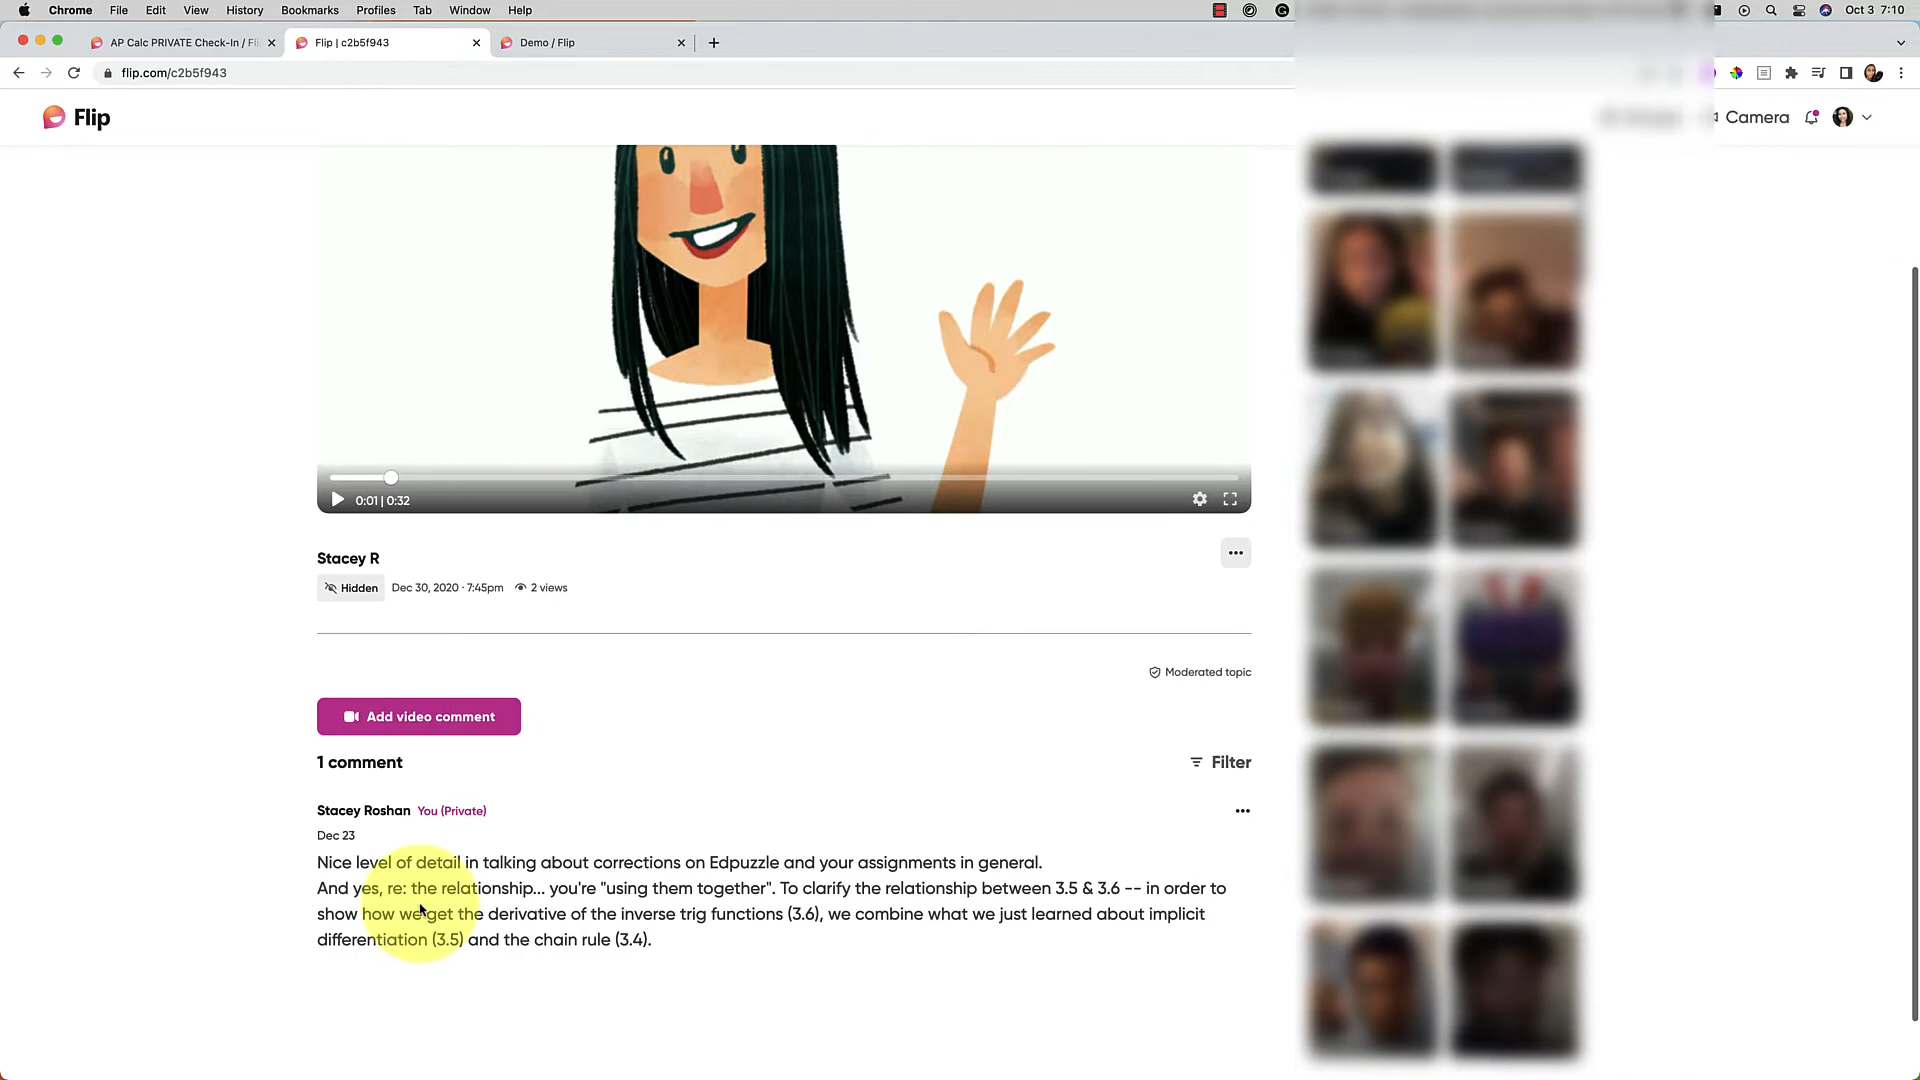 Chrome File Edit View History Bookmarks Profiles Tab Window Help Oct 3 7:10
AP Calc PRIVATE Check-In / Fli
Flip | c2b5f943
Demo / Flip
flip.com/c2b5f943
Flip
Camera
0:01 | 0:32
Stacey R
Hidden Dec 30, 2020 · 7:45pm 2 views
Moderated topic
Add video comment
1 comment
Filter
Stacey Roshan You (Private)
Dec 23
Nice level of detail in talking about corrections on Edpuzzle and your assignments in general.
And yes, re: the relationship... you're "using them together". To clarify the relationship between 3.5 & 3.6 -- in order to
show how we get the derivative of the inverse trig functions (3.6), we combine what we just learned about implicit
differentiation (3.5) and the chain rule (3.4).